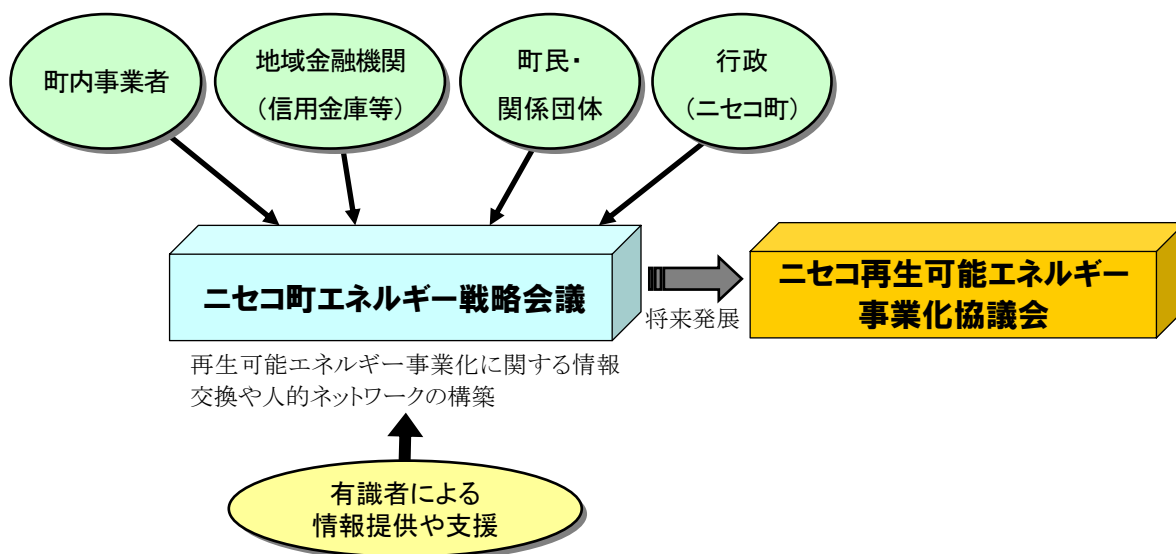 町内事業者
地域金融機関
（信用金庫等）
町民・
関係団体
行政
（ニセコ町）
ニセコ町エネルギー戦略会議
将来発展
ニセコ再生可能エネルギー
事業化協議会
再生可能エネルギー事業化に関する情報
交換や人的ネットワークの構築
有識者による
情報提供や支援